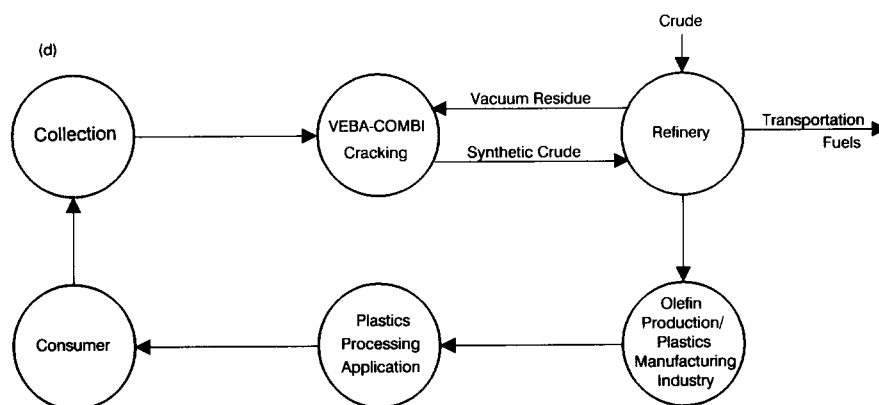 Crude
(d)
Collection
VEBA-COMBI
Cracking
Vacuum Residue
Synthetic Crude
Refinery
Transportation
Fuels
Consumer
Plastics
Processing
Application
Olefin
Production/
Plastics
Manufacturing
Industry